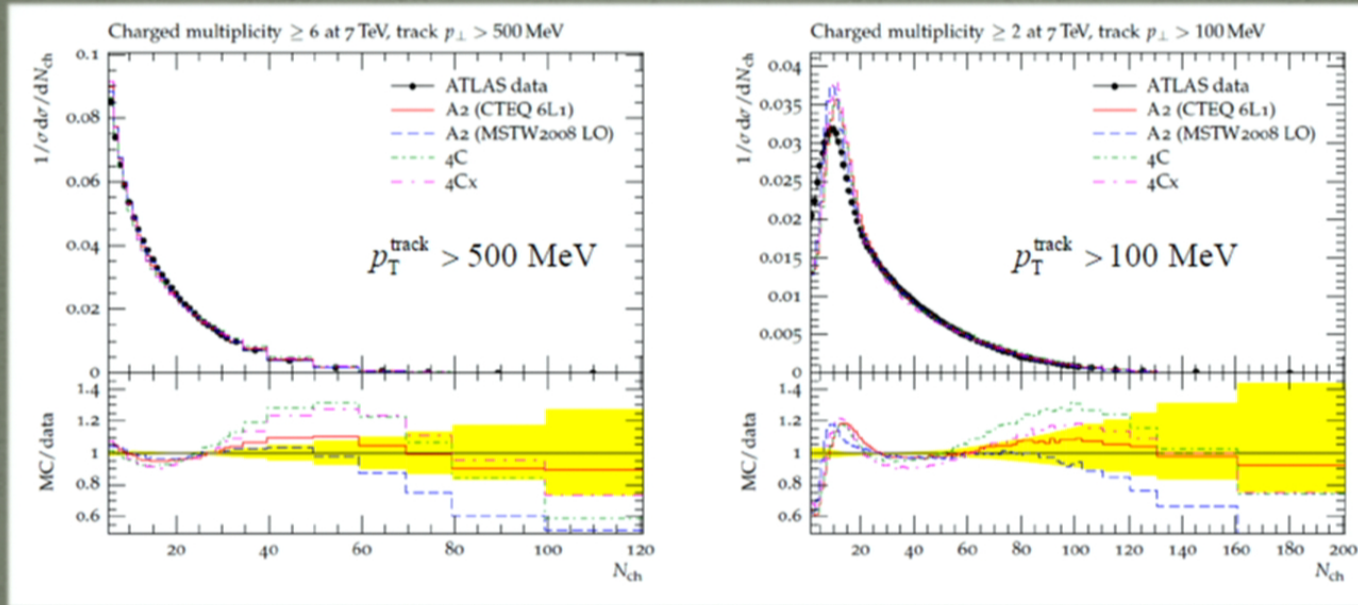 Charged multiplicity ≥ 6 at 7 TeV, track p⊥ > 500 MeV
1/σ dσ/dNch
0.1
0.08
0.06
0.04
0.02
0
ATLAS data
A2 (CTEQ 6L1)
A2 (MSTW2008 LO)
4C
4Cx
pT^track > 500 MeV
MC/data
1.4
1.2
1
0.8
0.6
20 40 60 80 100 120
Nch
Charged multiplicity ≥ 2 at 7 TeV, track p⊥ > 100 MeV
1/σ dσ/dNch
0.04
0.035
0.03
0.025
0.02
0.015
0.01
0.005
0
ATLAS data
A2 (CTEQ 6L1)
A2 (MSTW2008 LO)
4C
4Cx
pT^track > 100 MeV
MC/data
1.4
1.2
1
0.8
0.6
20 40 60 80 100 120 140 160 180 200
Nch